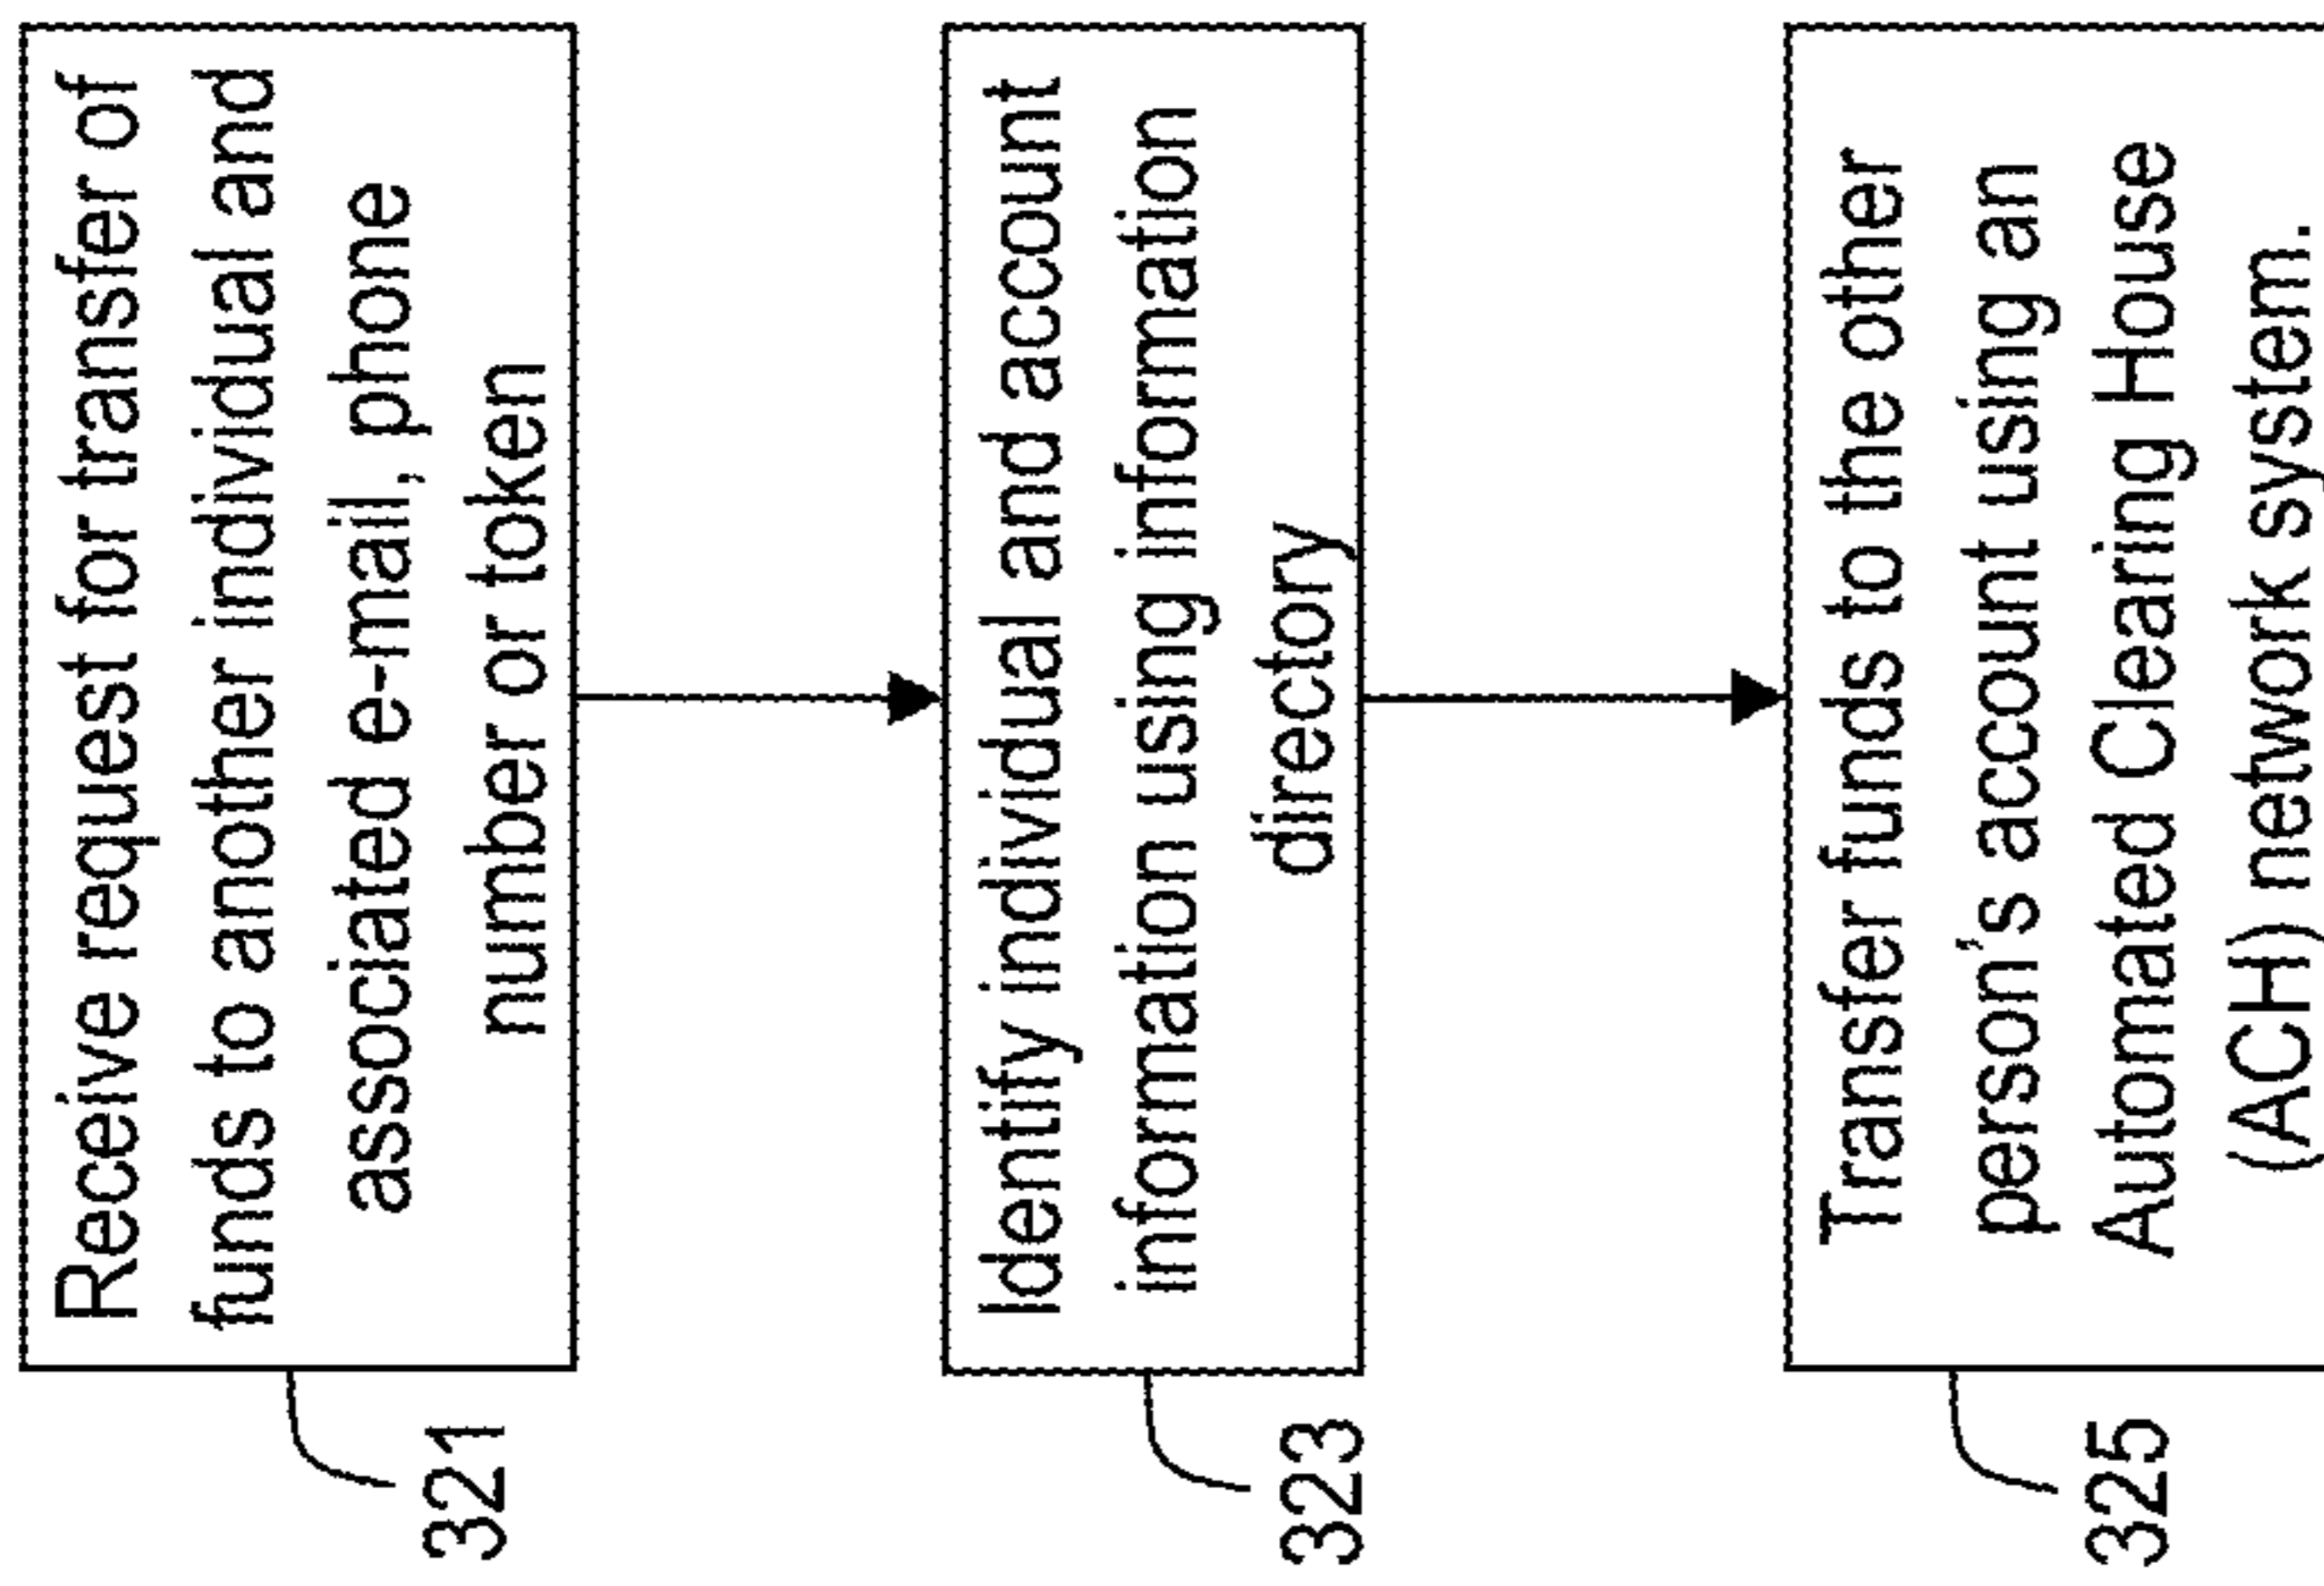 Receive request for transfer of
funds to another individual and
associated e-mail, phone
number or token
321
Identify individual and account
information using information
directory
323
Transfer funds to the other
person's account using an
Automated Clearing House
(ACH) network system.
325